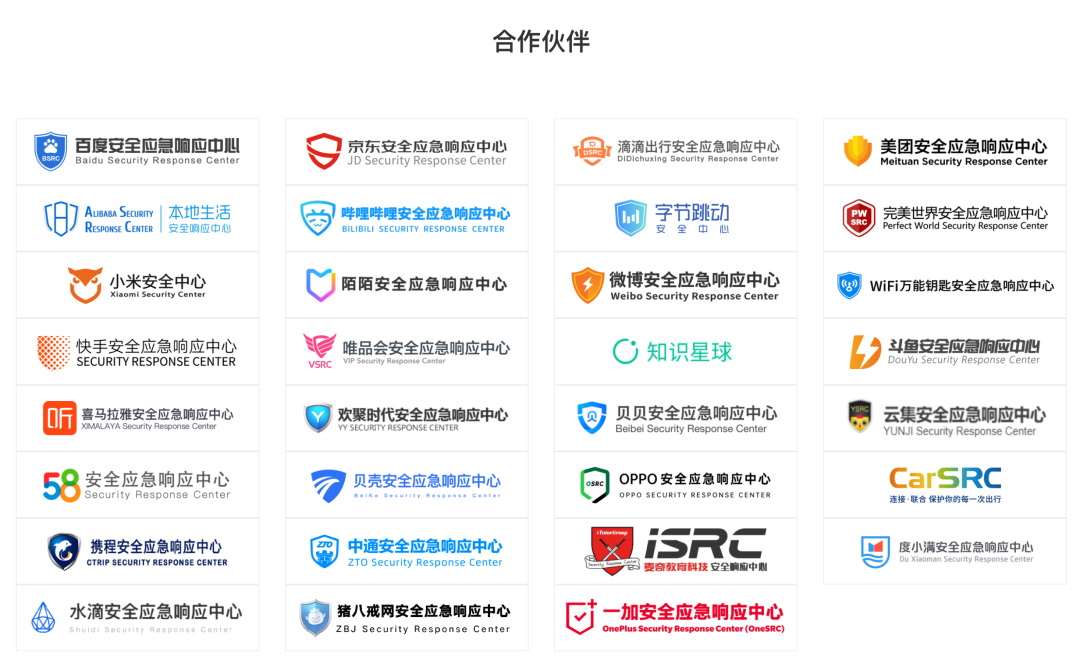 合作伙伴
BSRC
百度安全应急响应中心
Baidu Security Response Center
京东安全应急响应中心
JD Security Response Center
DSRC
滴滴出行安全应急响应中心
DiDichuxing Security Response Center
美团安全应急响应中心
Meituan Security Response Center
ALIBABA SECURITY
RESPONSE CENTER
本地生活
安全响应中心
哔哩哔哩安全应急响应中心
BILIBILI SECURITY RESPONSE CENTER
字节跳动
安全中心
PW
SRC
完美世界安全应急响应中心
Perfect World Security Response Center
小米安全中心
Xiaomi Security Center
陌陌安全应急响应中心
微博安全应急响应中心
Weibo Security Response Center
WiFi万能钥匙安全应急响应中心
快手安全应急响应中心
SECURITY RESPONSE CENTER
VSRC
唯品会安全应急响应中心
VIP Security Response Center
知识星球
斗鱼安全应急响应中心
DouYu Security Response Center
听
喜马拉雅安全应急响应中心
XIMALAYA Security Response Center
欢聚时代安全应急响应中心
YY SECURITY RESPONSE CENTER
贝贝安全应急响应中心
Beibei Security Response Center
YSRC
云集安全应急响应中心
YUNJI Security Response Center
58
安全应急响应中心
Security Response Center
贝壳安全应急响应中心
BeiKe Security Response Center
OSRC
OPPO 安全应急响应中心
OPPO SECURITY RESPONSE CENTER
CarSRC
连接·联合 保护你的每一次出行
携程安全应急响应中心
CTRIP SECURITY RESPONSE CENTER
ZTO
中通安全应急响应中心
ZTO Security Response Center
iTutorGroup
Security Response Center
iSRC
麦奇教育科技 安全响应中心
度小满安全应急响应中心
Du Xiaoman Security Response Center
水滴安全应急响应中心
Shuidi Security Response Center
猪八戒网安全应急响应中心
ZBJ Security Response Center
一加安全应急响应中心
OnePlus Security Response Center (OneSRC)